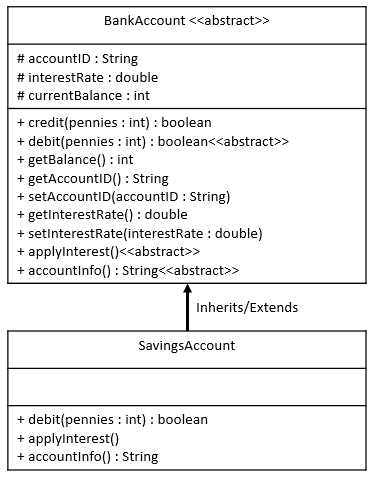 BankAccount <<abstract>>
# accountID : String
# interestRate : double
# currentBalance : int
+ credit(pennies : int) : boolean
+ debit(pennies : int) : boolean<<abstract>>
+ getBalance() : int
+ getAccountID() : String
+ setAccountID(accountID : String)
+ getInterestRate() : double
+ setInterestRate(interestRate : double)
+ applyInterest()<<abstract>>
+ accountInfo() : String<<abstract>>
Inherits/Extends
SavingsAccount
+ debit(pennies : int) : boolean
+ applyInterest()
+ accountInfo() : String